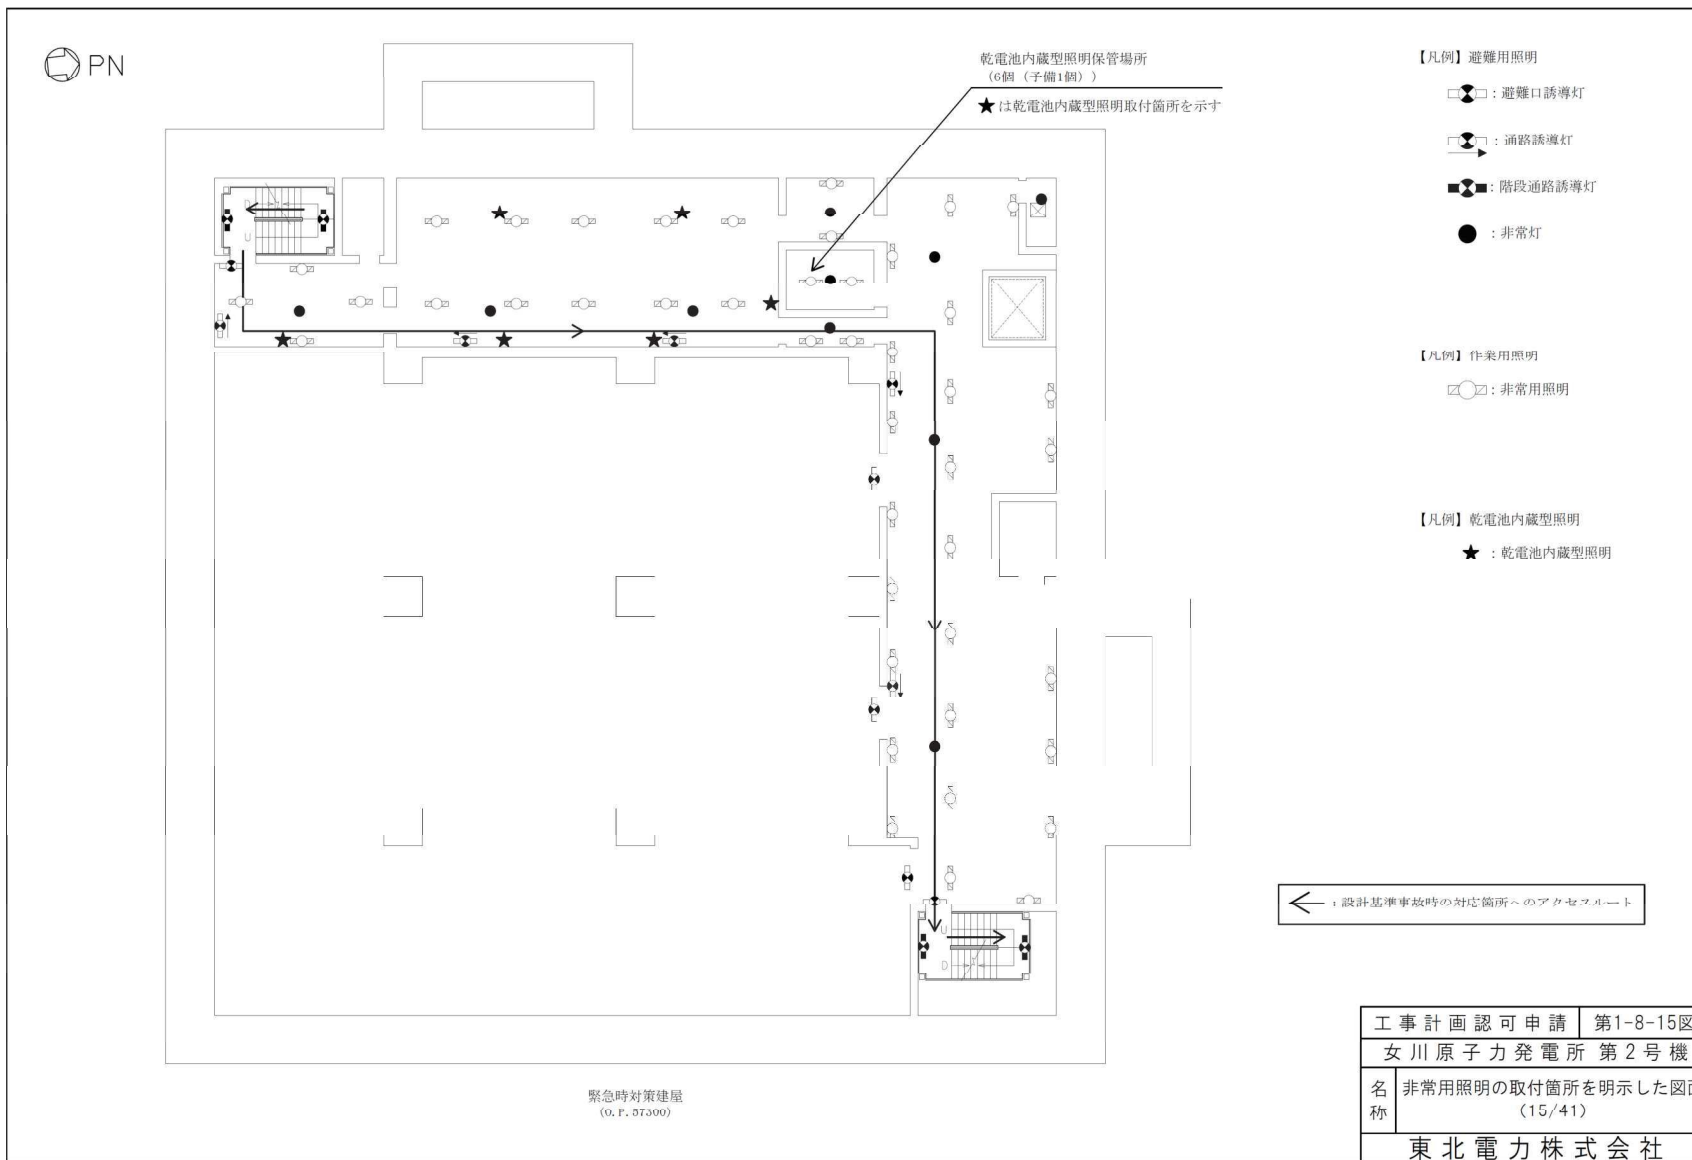 PN
乾電池内蔵型照明保管場所
(6個(予備1個))
★は乾電池内蔵型照明取付箇所を示す
【凡例】避難用照明
：避難口誘導灯
：通路誘導灯
：階段通路誘導灯
：非常灯
【凡例】作業用照明
：非常用照明
【凡例】乾電池内蔵型照明
★：乾電池内蔵型照明
D
U
U
D
：設計基準事故時の対応箇所へのアクセスルート
緊急時対策建屋
(O.P.57300)
工事計画認可申請 第1-8-15図
女川原子力発電所 第2号機
名称 非常用照明の取付箇所を明示した図面
(15/41)
東北電力株式会社